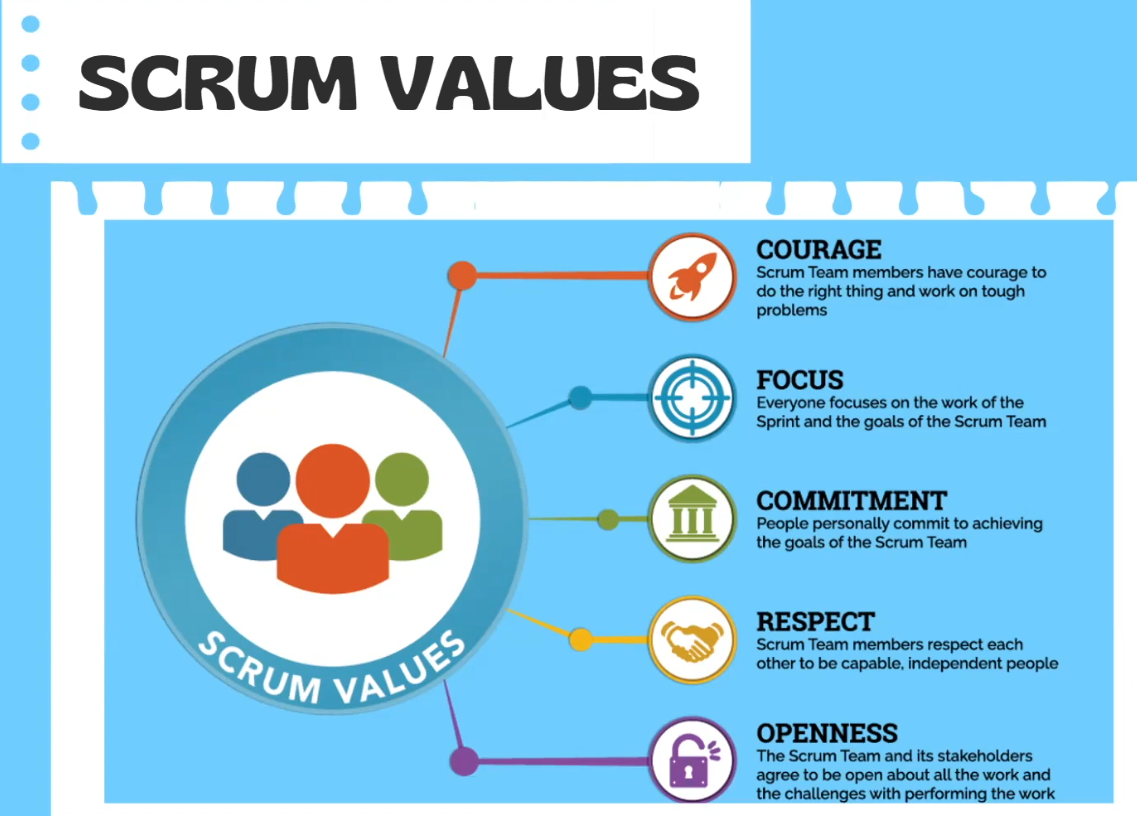 SCRUM VALUES
SCRUM VALUES
COURAGE
Scrum Team members have courage to
do the right thing and work on tough
problems
FOCUS
Everyone focuses on the work of the
Sprint and the goals of the Scrum Team
COMMITMENT
People personally commit to achieving
the goals of the Scrum Team
RESPECT
Scrum Team members respect each
other to be capable, independent people
OPENNESS
The Scrum Team and its stakeholders
agree to be open about all the work and
the challenges with performing the work